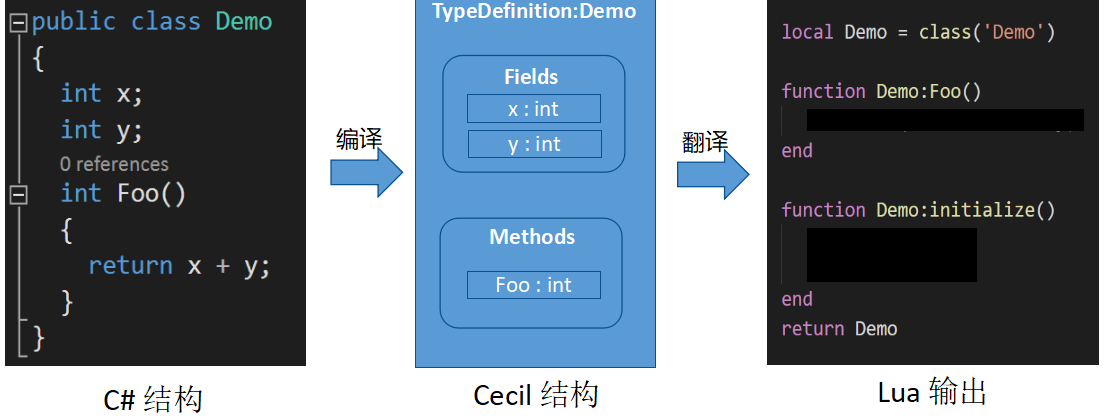 public class Demo
{
int x;
int y;
0 references
int Foo()
{
return x + y;
}
}
C# 结构
编译
TypeDefinition:Demo
Fields
x : int
y : int
Methods
Foo : int
Cecil 结构
翻译
local Demo = class('Demo')
function Demo:Foo()
end
function Demo:initialize()
end
return Demo
Lua 输出